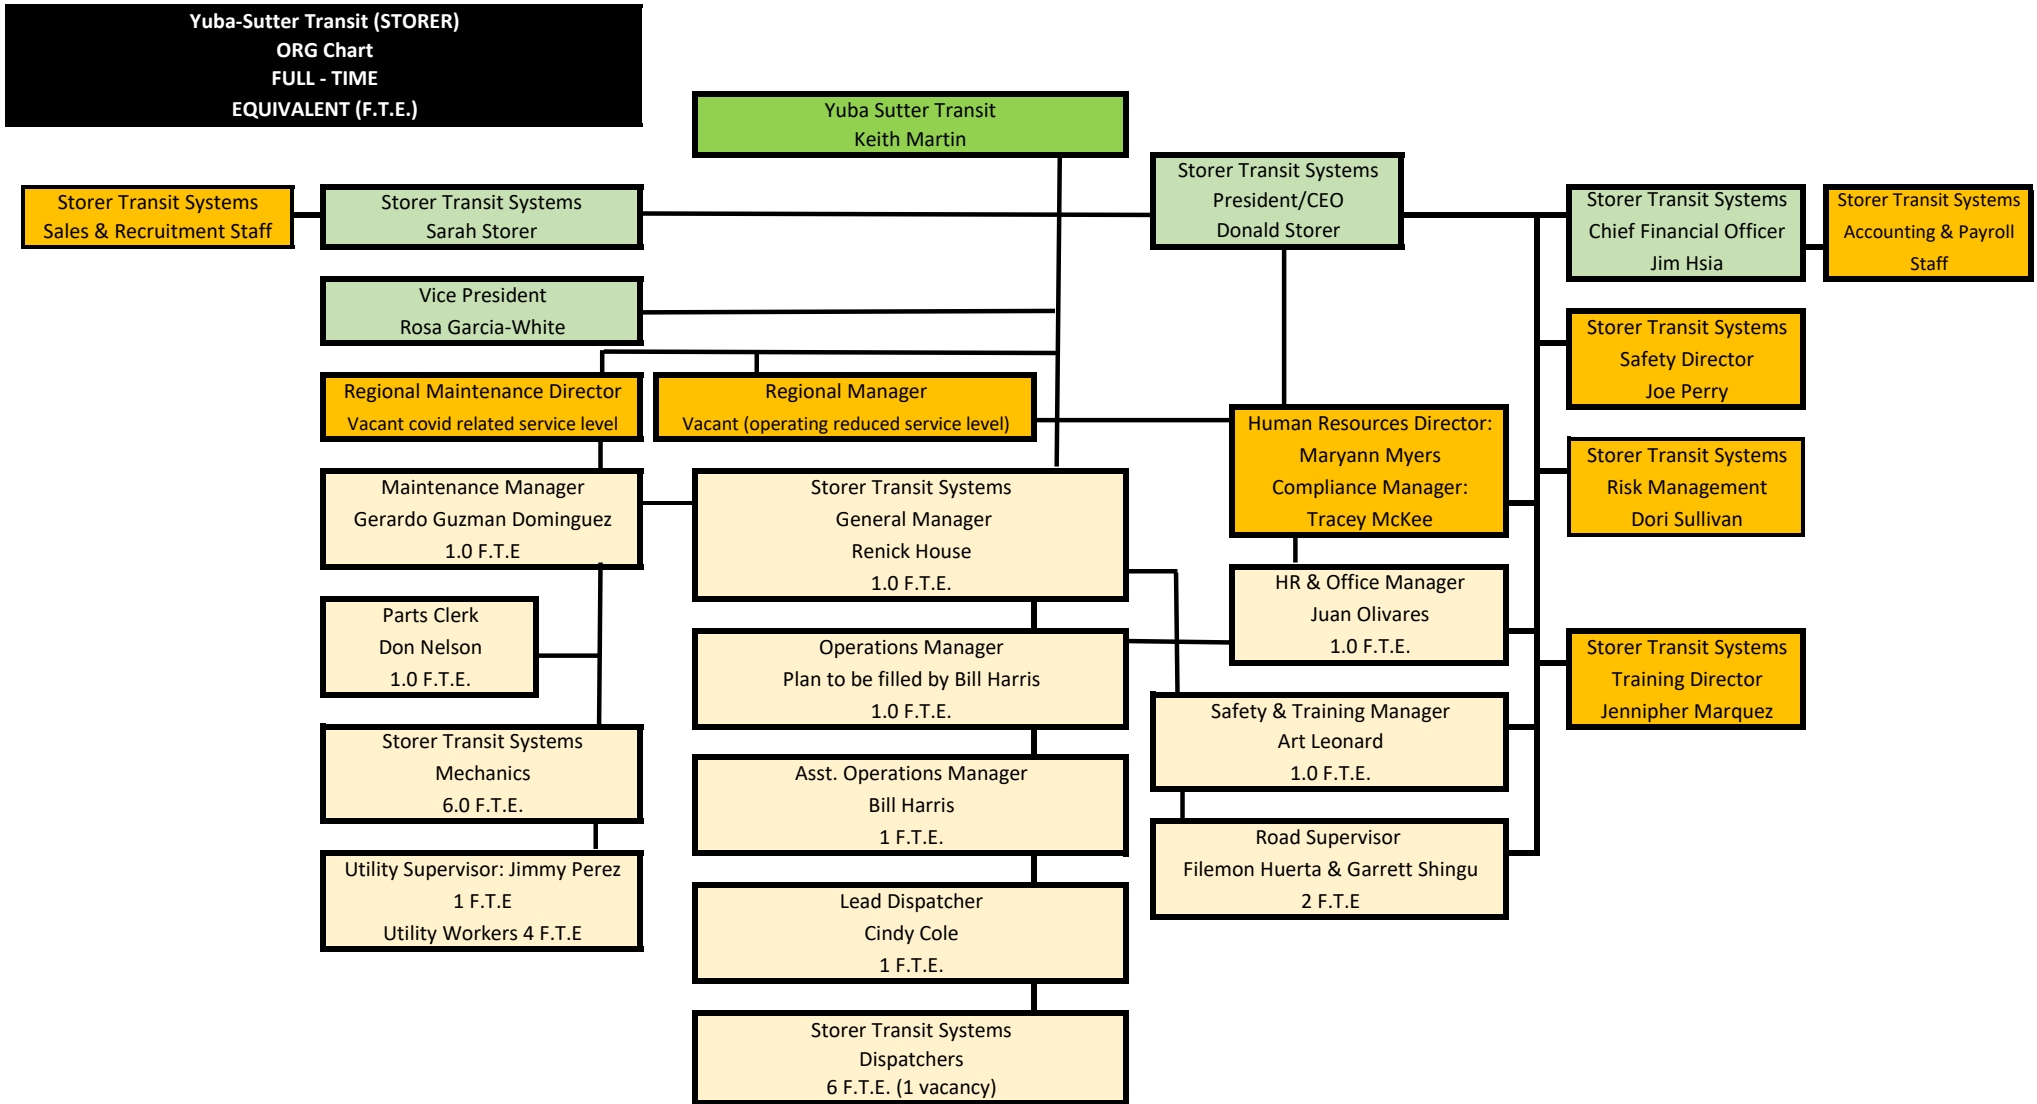 Yuba-Sutter Transit (STORER)
ORG Chart
FULL - TIME
EQUIVALENT (F.T.E.)
Yuba Sutter Transit
Keith Martin
Storer Transit Systems
Sales & Recruitment Staff
Storer Transit Systems
Sarah Storer
Storer Transit Systems
President/CEO
Donald Storer
Storer Transit Systems
Chief Financial Officer
Jim Hsia
Storer Transit Systems
Accounting & Payroll
Staff
Vice President
Rosa Garcia-White
Storer Transit Systems
Safety Director
Joe Perry
Regional Maintenance Director
Vacant covid related service level
Regional Manager
Vacant (operating reduced service level)
Human Resources Director:
Maryann Myers
Compliance Manager:
Tracey McKee
Storer Transit Systems
Risk Management
Dori Sullivan
Maintenance Manager
Gerardo Guzman Dominguez
1.0 F.T.E
Storer Transit Systems
General Manager
Renick House
1.0 F.T.E.
HR & Office Manager
Juan Olivares
1.0 F.T.E.
Parts Clerk
Don Nelson
1.0 F.T.E.
Operations Manager
Plan to be filled by Bill Harris
1.0 F.T.E.
Storer Transit Systems
Training Director
Jennipher Marquez
Safety & Training Manager
Art Leonard
1.0 F.T.E.
Storer Transit Systems
Mechanics
6.0 F.T.E.
Asst. Operations Manager
Bill Harris
1 F.T.E.
Road Supervisor
Filemon Huerta & Garrett Shingu
2 F.T.E
Utility Supervisor: Jimmy Perez
1 F.T.E
Utility Workers 4 F.T.E
Lead Dispatcher
Cindy Cole
1 F.T.E.
Storer Transit Systems
Dispatchers
6 F.T.E. (1 vacancy)